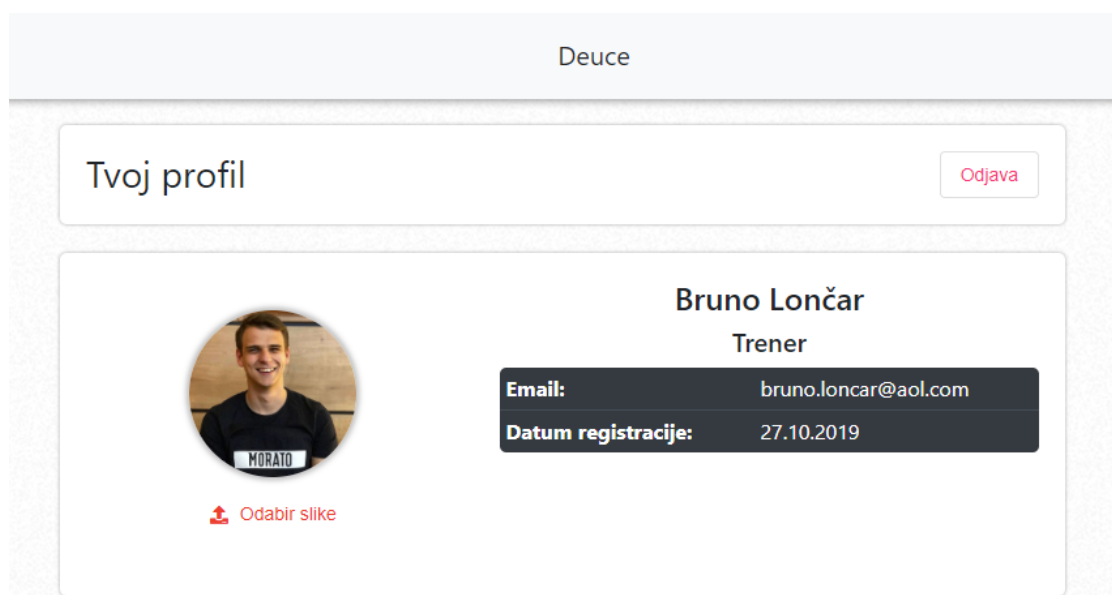 Deuce
Tvoj profil
Odjava
Bruno Lončar
Trener
Email: bruno.loncar@aol.com
Datum registracije: 27.10.2019
MORATO
Odabir slike